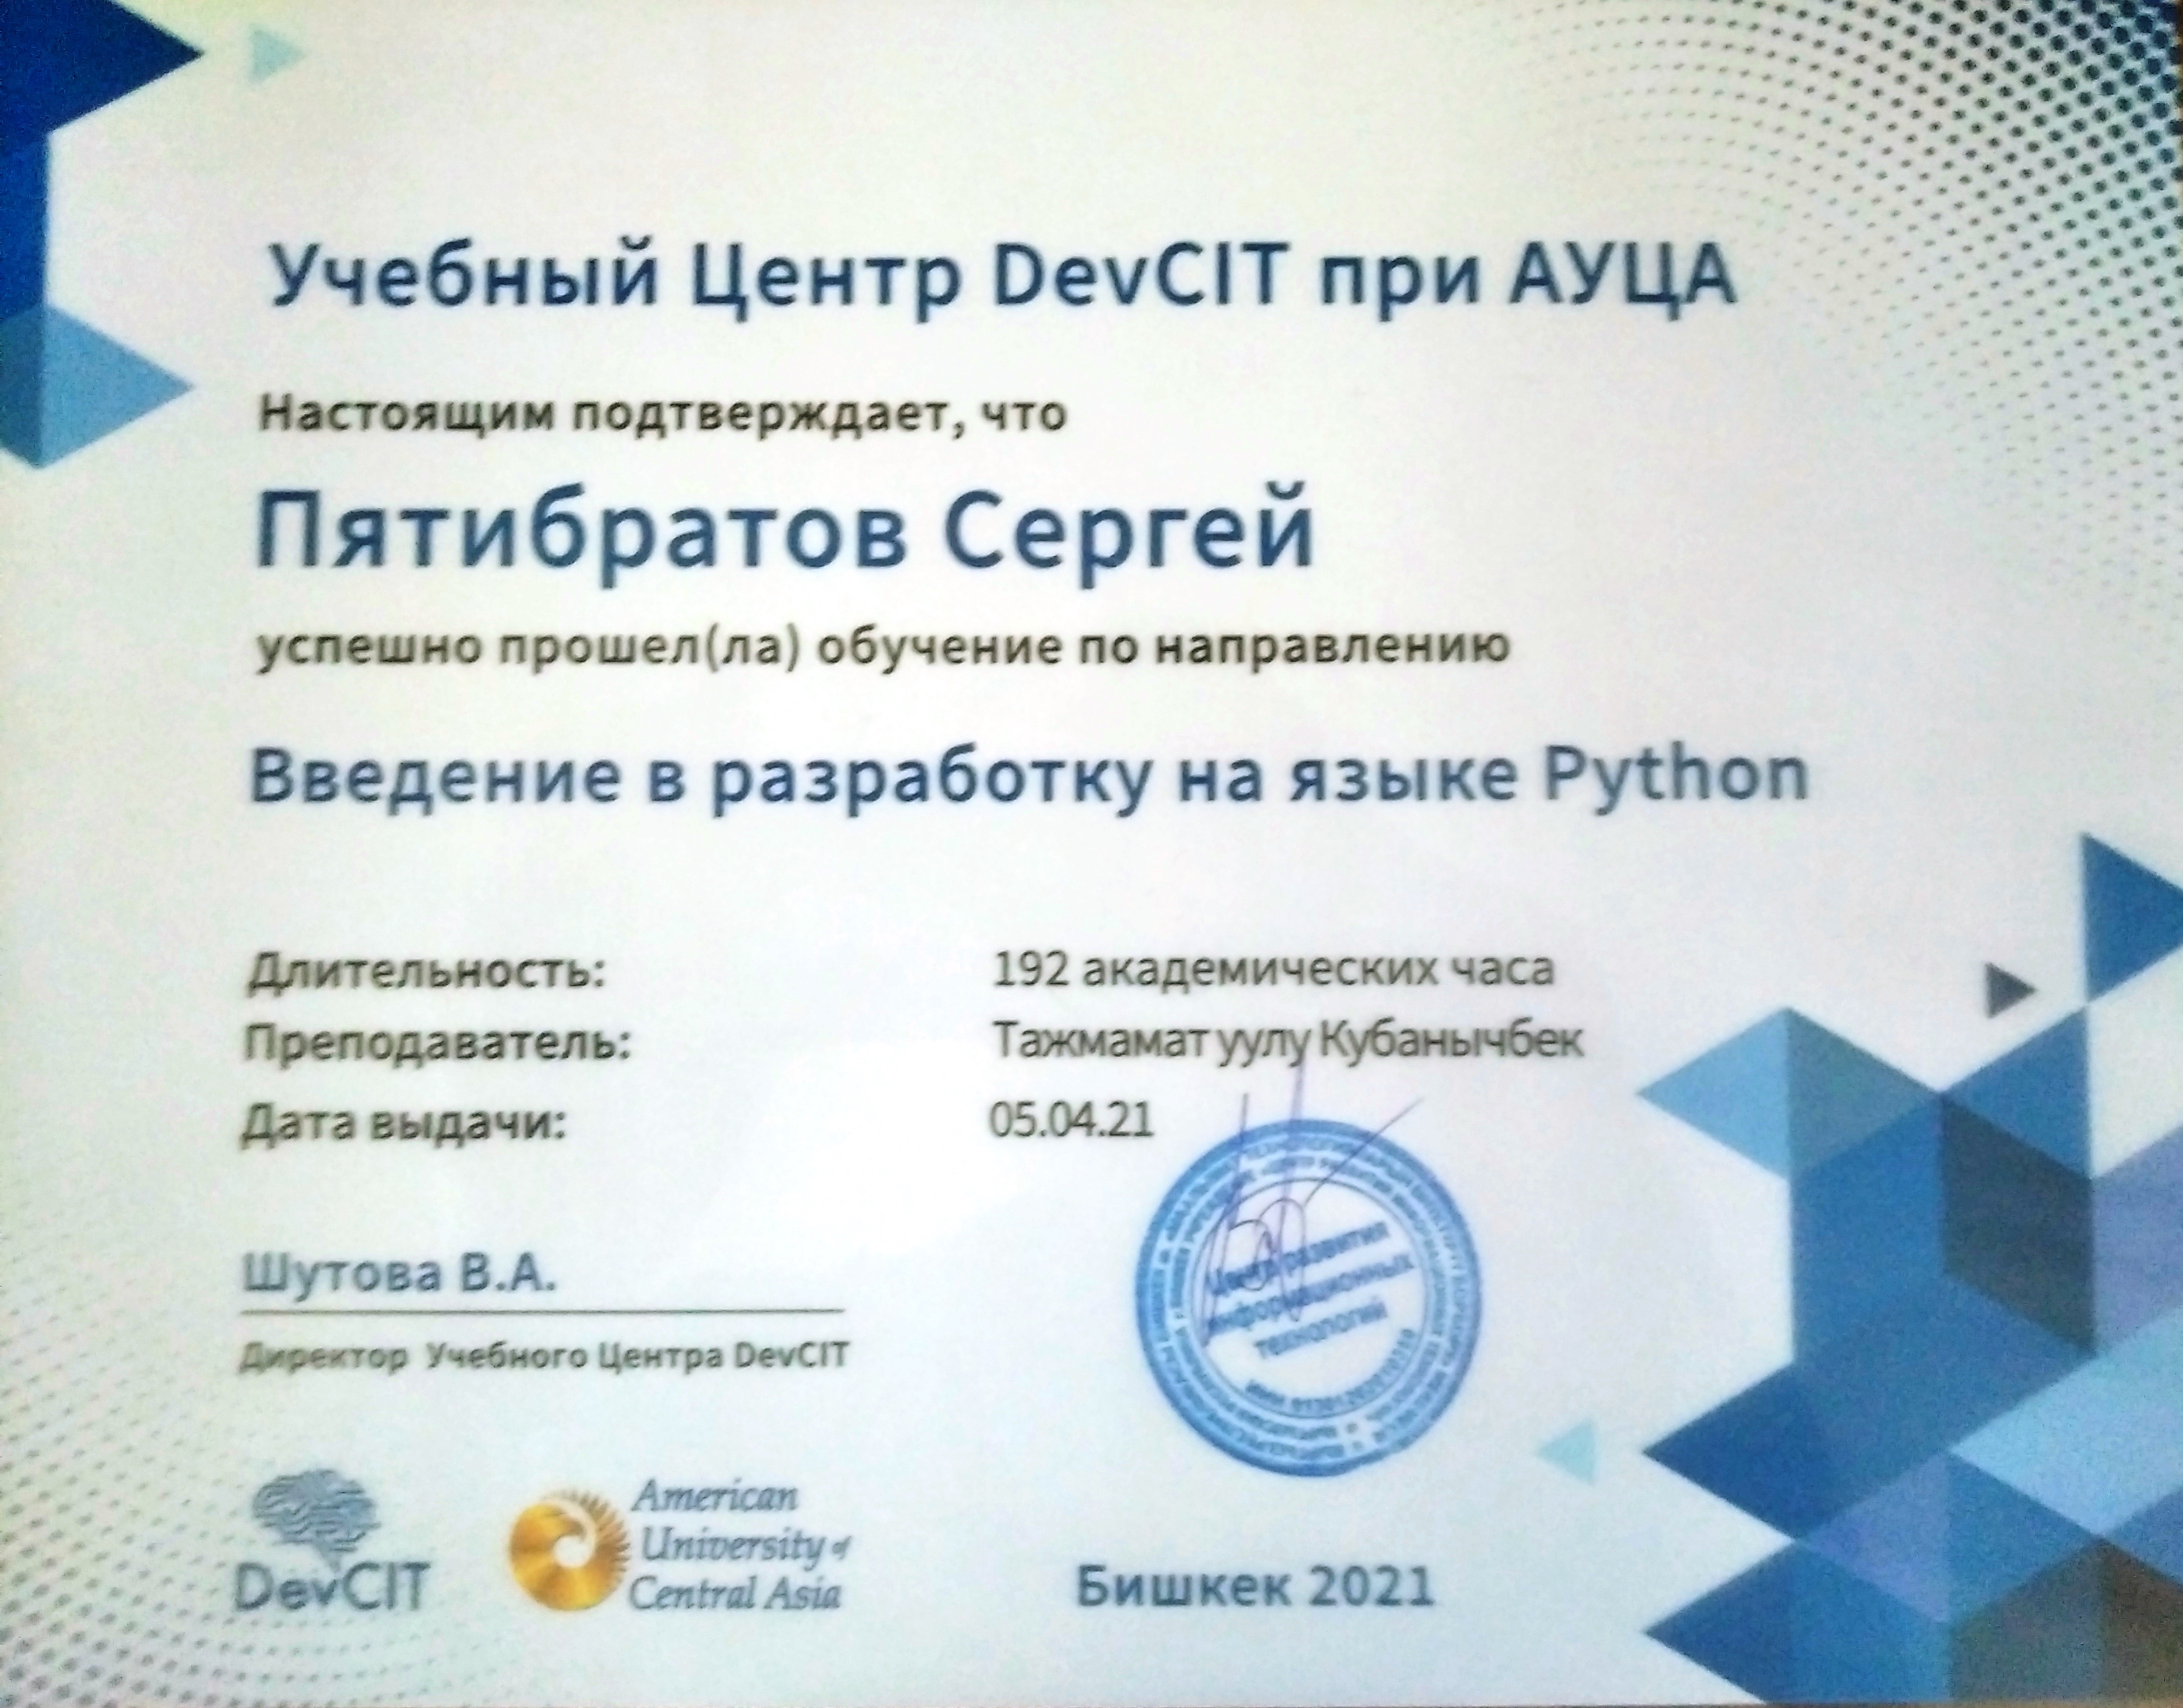 Учебный Центр DevCIT при АУЦА
Настоящим подтверждает, что
Пятибратов Сергей
успешно прошел(ла) обучение по направлению
Введение в разработку на языке Python
Длительность: 192 академических часа
Преподаватель: Тажмамат уулу Кубанычбек
Дата выдачи: 05.04.21
Шутова В.А.
Директор Учебного Центра DevCIT
Центр развития
информационных
технологий
DevCIT
American
University of
Central Asia
Бишкек 2021